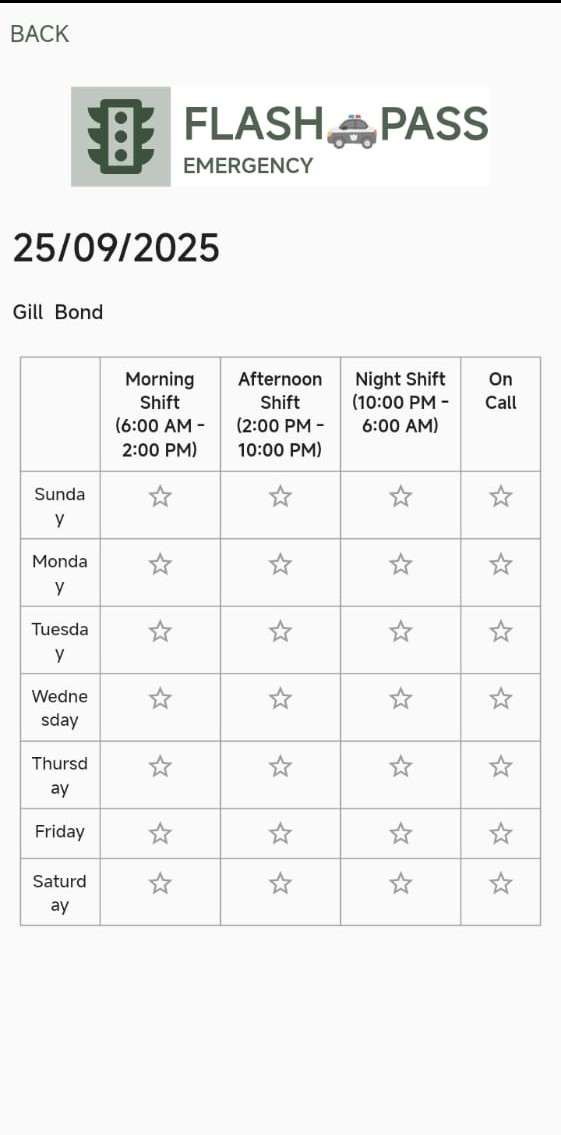 BACK
FLASH PASS
EMERGENCY
25/09/2025
Gill Bond
Morning Shift (6:00 AM - 2:00 PM)
Afternoon Shift (2:00 PM - 10:00 PM)
Night Shift (10:00 PM - 6:00 AM)
On Call
Sunday
Monday
Tuesday
Wednesday
Thursday
Friday
Saturday